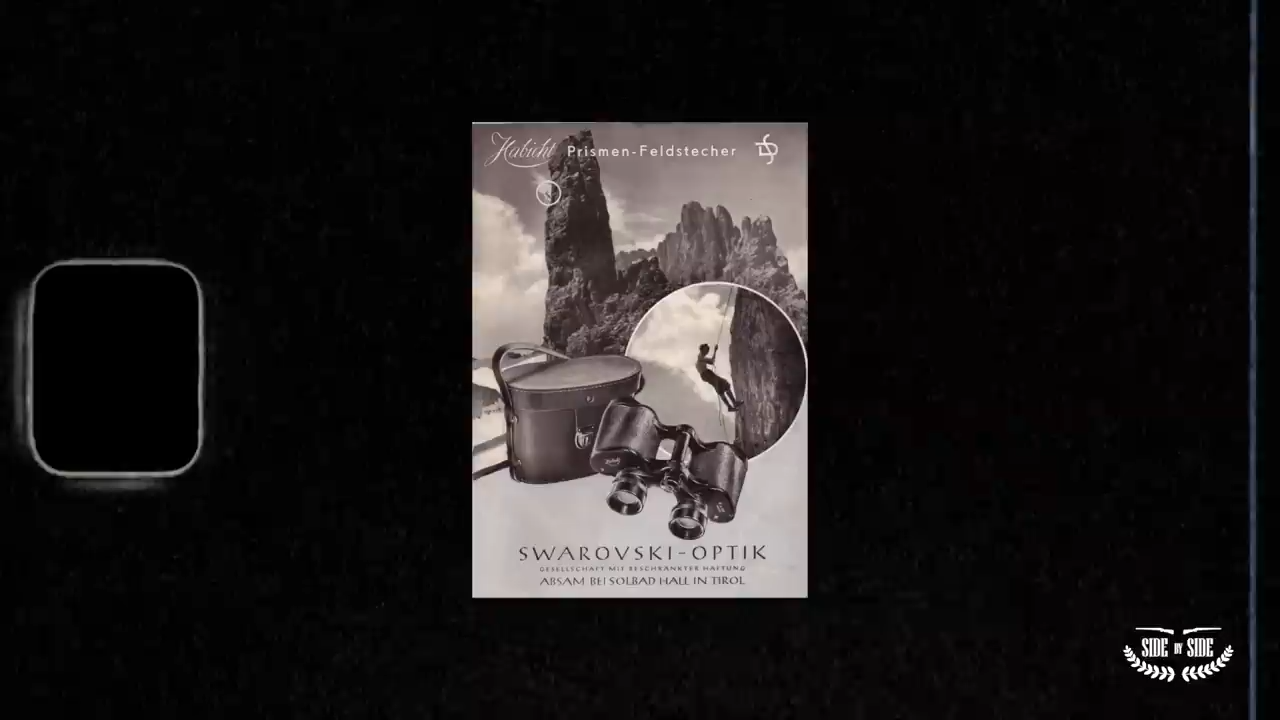 Habicht Prismen-Feldstecher
SWAROVSKI-OPTIK
GESELLSCHAFT MIT BESCHRÄNKTER HAFTUNG
ABSAM BEI SOLBAD HALL IN TIROL
SIDE BY SIDE